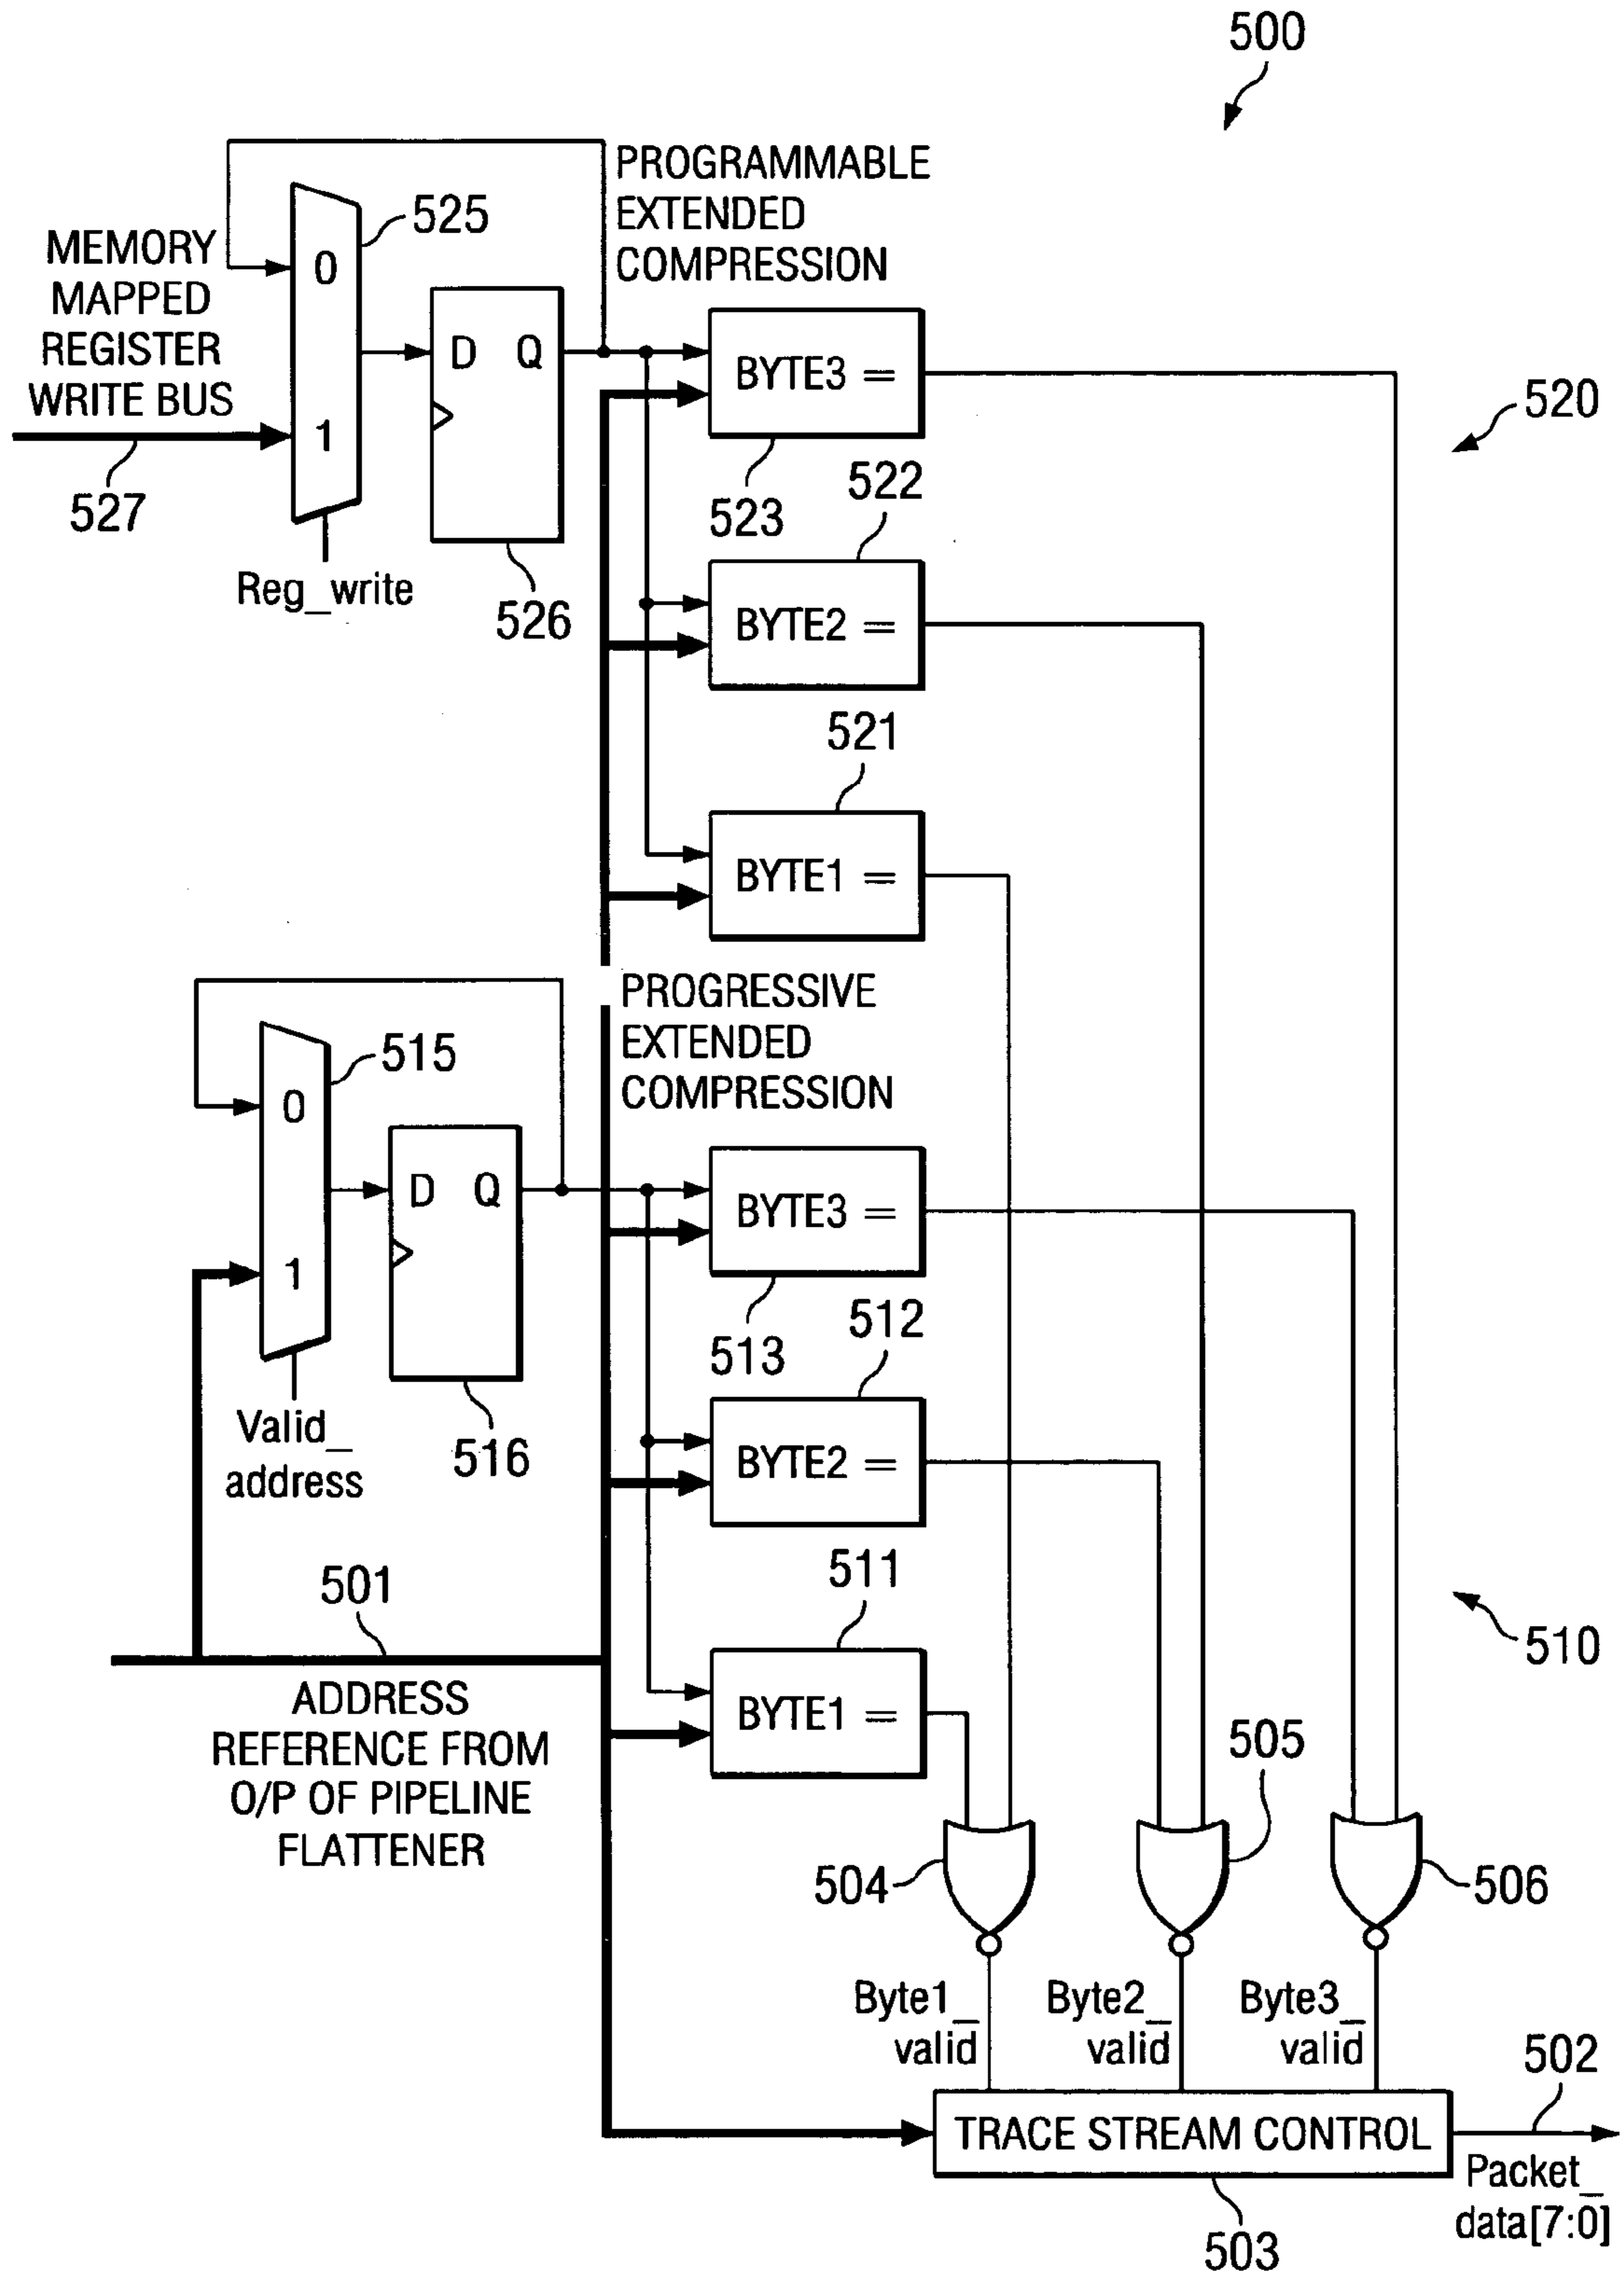 500
PROGRAMMABLE
EXTENDED
COMPRESSION
525
MEMORY
MAPPED
REGISTER
WRITE BUS
0
1
D Q
527
Reg_write
526
BYTE3 =
523
520
522
BYTE2 =
521
BYTE1 =
PROGRESSIVE
EXTENDED
COMPRESSION
515
0
1
D Q
Valid_
address
516
BYTE3 =
513
512
BYTE2 =
511
BYTE1 =
510
501
ADDRESS
REFERENCE FROM
O/P OF PIPELINE
FLATTENER
504
505
506
Byte1_
valid
Byte2_
valid
Byte3_
valid
TRACE STREAM CONTROL
502
Packet_
data[7:0]
503